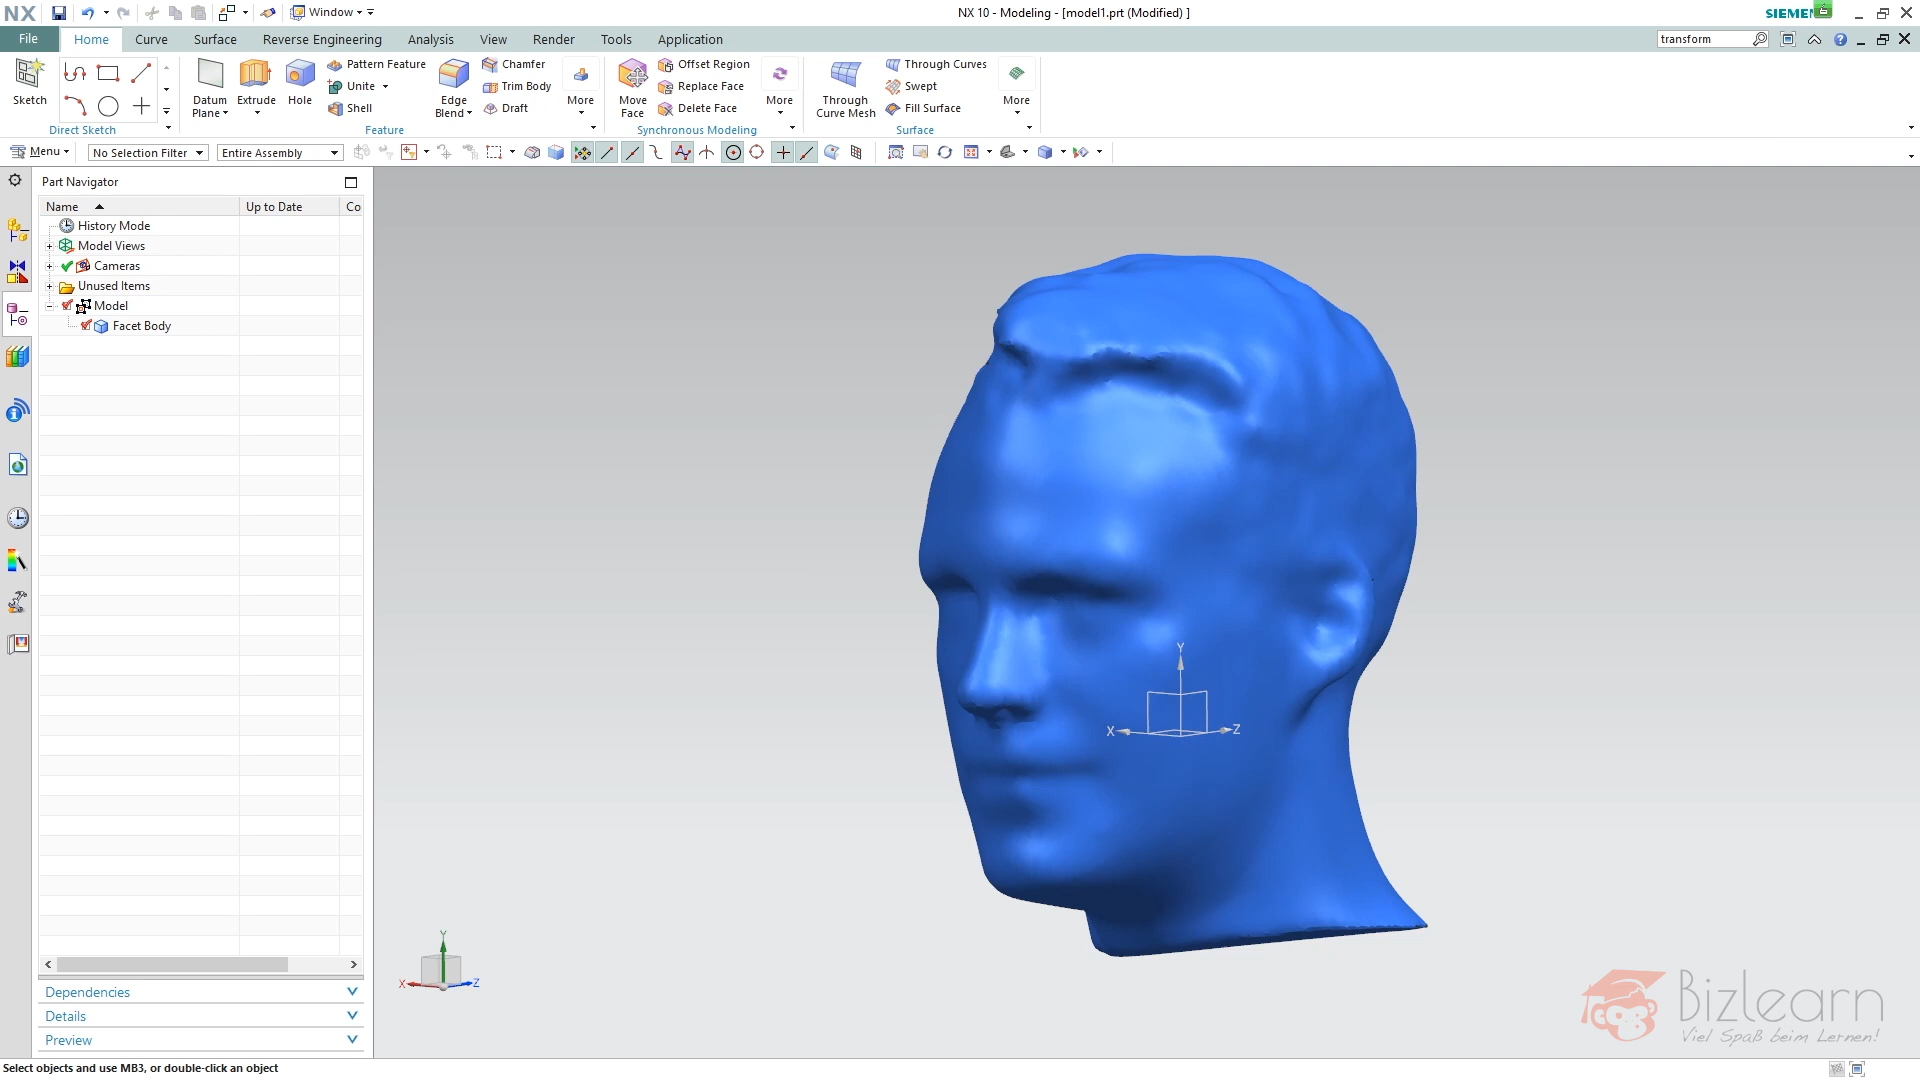 NX Window NX 10 - Modeling - [model1.prt (Modified) ] SIEMEN
File Home Curve Surface Reverse Engineering Analysis View Render Tools Application transform
Pattern Feature Chamfer Offset Region Through Curves
Unite Trim Body Replace Face Swept
Sketch Datum Plane Extrude Hole Shell Edge Blend Draft More Move Face Delete Face More Through Curve Mesh Fill Surface More
Direct Sketch Feature Synchronous Modeling Surface
Menu No Selection Filter Entire Assembly
Part Navigator
Name Up to Date Co
History Mode
Model Views
Cameras
Unused Items
Model
Facet Body
Y
X Z
Y
X Z
Dependencies
Details
Preview
Bizlearn
Viel Spaß beim Lernen!
Select objects and use MB3, or double-click an object